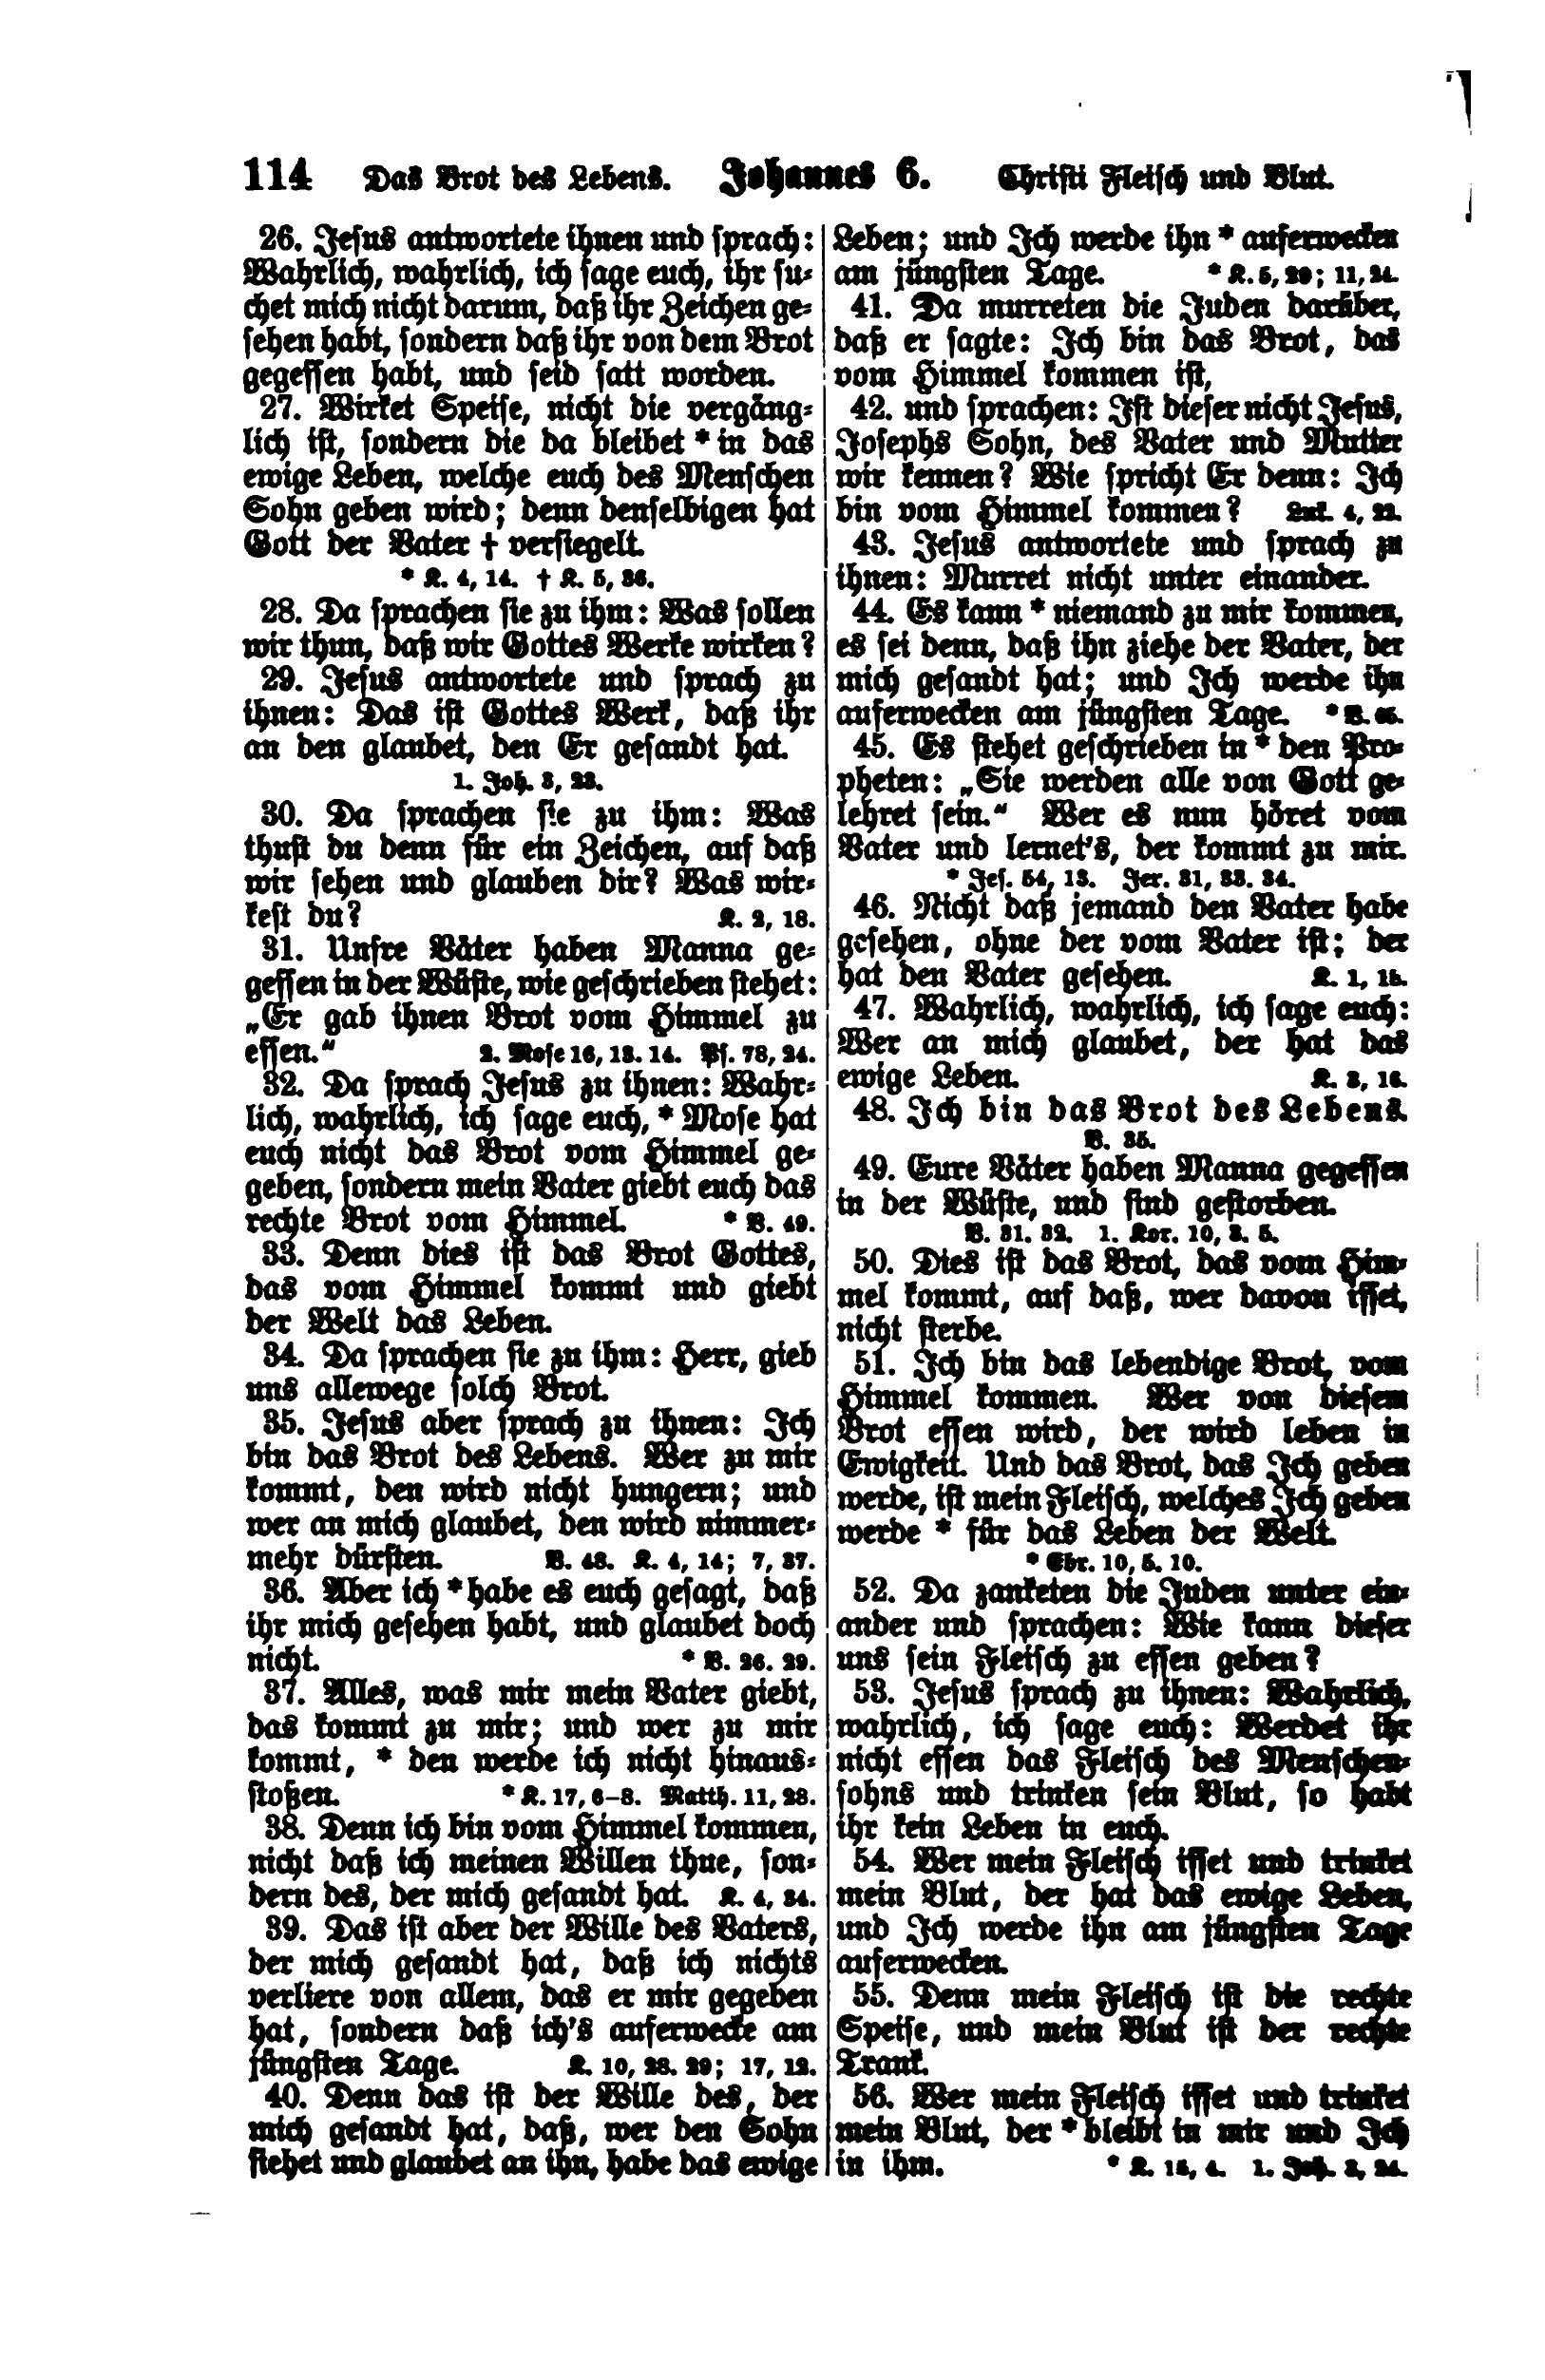 114 Das Brot des Lebens. Johannes 6. Christi Fleisch und Blut.
26. Jesus antwortete ihnen und sprach:
Wahrlich, wahrlich, ich sage euch, ihr su-
chet mich nicht darum, daß ihr Zeichen ge-
sehen habt, sondern daß ihr von dem Brot
gegessen habt, und seid satt worden.
27. Wirket Speise, nicht die vergäng-
lich ist, sondern die da bleibet * in das
ewige Leben, welche euch des Menschen
Sohn geben wird; denn denselbigen hat
Gott der Vater † versiegelt.
* K. 4, 14. † K. 5, 36.
28. Da sprachen sie zu ihm: Was sollen
wir thun, daß wir Gottes Werke wirken?
29. Jesus antwortete und sprach zu
ihnen: Das ist Gottes Werk, daß ihr
an den glaubet, den Er gesandt hat.
1. Joh. 3, 23.
30. Da sprachen sie zu ihm: Was
thust du denn für ein Zeichen, auf daß
wir sehen und glauben dir? Was wir-
kest du? K. 2, 18.
31. Unsre Väter haben Manna ge-
gessen in der Wüste, wie geschrieben stehet:
„Er gab ihnen Brot vom Himmel zu
essen.“ 2. Mose 16, 13. 14. Ps. 78, 24.
32. Da sprach Jesus zu ihnen: Wahr-
lich, wahrlich, ich sage euch, * Mose hat
euch nicht das Brot vom Himmel ge-
geben, sondern mein Vater giebt euch das
rechte Brot vom Himmel. * V. 49.
33. Denn dies ist das Brot Gottes,
das vom Himmel kommt und giebt
der Welt das Leben.
34. Da sprachen sie zu ihm: Herr, gieb
uns allewege solch Brot.
35. Jesus aber sprach zu ihnen: Ich
bin das Brot des Lebens. Wer zu mir
kommt, den wird nicht hungern; und
wer an mich glaubet, den wird nimmer-
mehr dürsten. V. 48. K. 4, 14; 7, 37.
36. Aber ich * habe es euch gesagt, daß
ihr mich gesehen habt, und glaubet doch
nicht. * V. 26. 29.
37. Alles, was mir mein Vater giebt,
das kommt zu mir; und wer zu mir
kommt, * den werde ich nicht hinaus-
stoßen. * K. 17, 6–8. Matth. 11, 28.
38. Denn ich bin vom Himmel kommen,
nicht daß ich meinen Willen thue, son-
dern des, der mich gesandt hat. K. 4, 34.
39. Das ist aber der Wille des Vaters,
der mich gesandt hat, daß ich nichts
verliere von allem, das er mir gegeben
hat, sondern daß ich's auferwecke am
jüngsten Tage. K. 10, 28. 29; 17, 12.
40. Denn das ist der Wille des, der
mich gesandt hat, daß, wer den Sohn
siehet und glaubet an ihn, habe das ewige
Leben; und Ich werde ihn * auferwecken
am jüngsten Tage. * K. 5, 29; 11, 24.
41. Da murreten die Juden darüber,
daß er sagte: Ich bin das Brot, das
vom Himmel kommen ist,
42. und sprachen: Ist dieser nicht Jesus,
Josephs Sohn, des Vater und Mutter
wir kennen? Wie spricht Er denn: Ich
bin vom Himmel kommen? Luk. 4, 22.
43. Jesus antwortete und sprach zu
ihnen: Murret nicht unter einander.
44. Es kann * niemand zu mir kommen,
es sei denn, daß ihn ziehe der Vater, der
mich gesandt hat; und Ich werde ihn
auferwecken am jüngsten Tage. * V. 65.
45. Es stehet geschrieben in * den Pro-
pheten: „Sie werden alle von Gott ge-
lehret sein.“ Wer es nun höret vom
Vater und lernet's, der kommt zu mir.
* Jes. 54, 13. Jer. 31, 33. 34.
46. Nicht daß jemand den Vater habe
gesehen, ohne der vom Vater ist; der
hat den Vater gesehen. K. 1, 18.
47. Wahrlich, wahrlich, ich sage euch:
Wer an mich glaubet, der hat das
ewige Leben. K. 3, 16.
48. Ich bin das Brot des Lebens.
V. 35.
49. Eure Väter haben Manna gegessen
in der Wüste, und sind gestorben.
V. 31. 32. 1. Kor. 10, 3. 5.
50. Dies ist das Brot, das vom Him-
mel kommt, auf daß, wer davon isset,
nicht sterbe.
51. Ich bin das lebendige Brot, vom
Himmel kommen. Wer von diesem
Brot essen wird, der wird leben in
Ewigkeit. Und das Brot, das Ich geben
werde, ist mein Fleisch, welches Ich geben
werde * für das Leben der Welt.
* Ebr. 10, 5. 10.
52. Da zanketen die Juden unter ein-
ander und sprachen: Wie kann dieser
uns sein Fleisch zu essen geben?
53. Jesus sprach zu ihnen: Wahrlich,
wahrlich, ich sage euch: Werdet ihr
nicht essen das Fleisch des Menschen-
sohns und trinken sein Blut, so habt
ihr kein Leben in euch.
54. Wer mein Fleisch isset und trinket
mein Blut, der hat das ewige Leben,
und Ich werde ihn am jüngsten Tage
auferwecken.
55. Denn mein Fleisch ist die rechte
Speise, und mein Blut ist der rechte
Trank.
56. Wer mein Fleisch isset und trinket
mein Blut, der * bleibt in mir und Ich
in ihm. * K. 15, 4. 1. Joh. 3, 24.